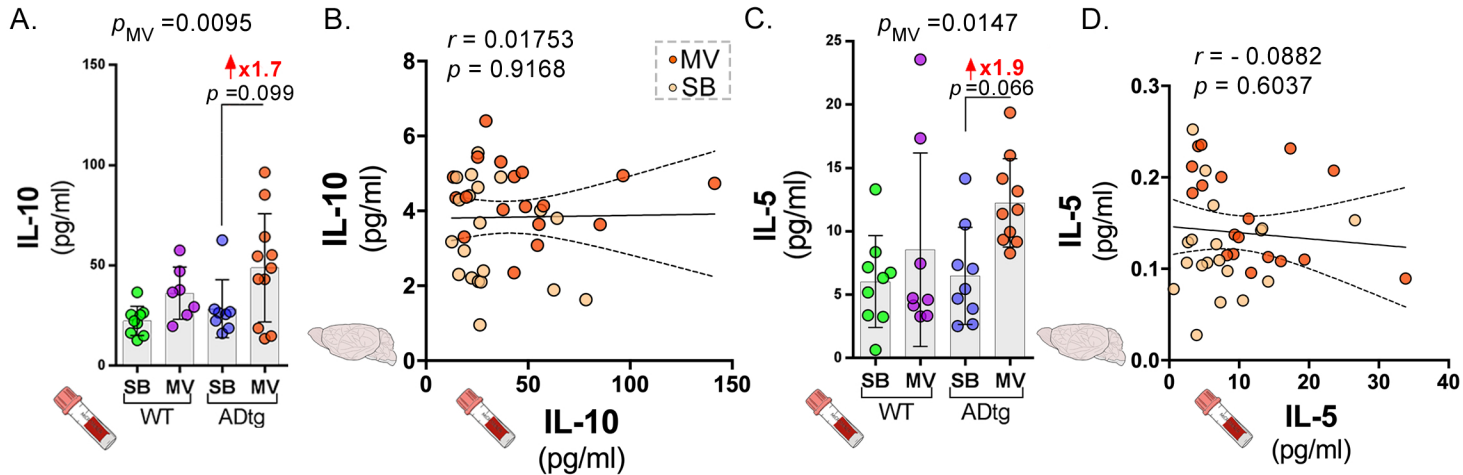 A.
pMV =0.0095
x1.7
p =0.099
IL-10
(pg/ml)
150
100
50
0
SB MV SB MV
WT ADtg
B.
r = 0.01753
p = 0.9168
MV
SB
IL-10
(pg/ml)
8
6
4
2
0
0 50 100 150
IL-10
(pg/ml)
C.
pMV =0.0147
x1.9
p =0.066
IL-5
(pg/ml)
25
20
15
10
5
0
SB MV SB MV
WT ADtg
D.
r = - 0.0882
p = 0.6037
IL-5
(pg/ml)
0.3
0.2
0.1
0.0
0 10 20 30 40
IL-5
(pg/ml)